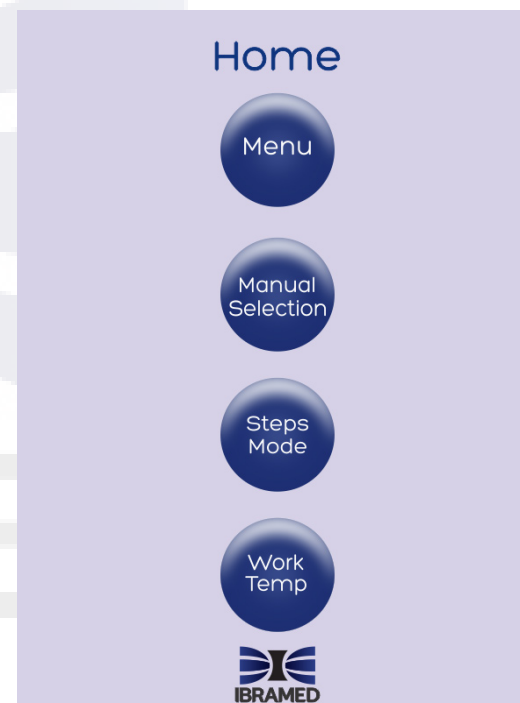 Home
Menu
Manual
Selection
Steps
Mode
Work
Temp
IBRAMED